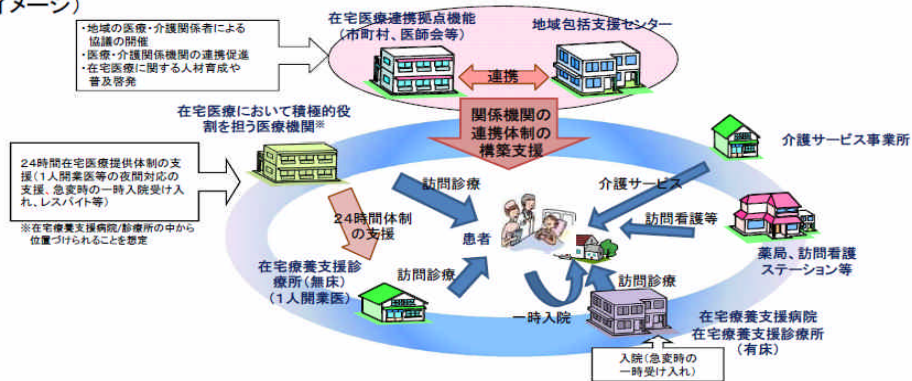 イメージ）
・地域の医療・介護関係者による
協議の開催
・医療・介護関係機関の連携促進
・在宅医療に関する人材育成や
普及啓発
在宅医療連携拠点機能
（市町村、医師会等）
地域包括支援センター
連携
在宅医療において積極的役
割を担う医療機関※
関係機関の
連携体制の
構築支援
介護サービス事業所
24時間在宅医療提供体制の支
援（1人開業医等の夜間対応の
支援、急変時の一時入院受け入
れ、レスパイト等）
※在宅療養支援病院/診療所の中から
位置づけられることを想定
訪問診療
介護サービス
24時間体制
の支援
患者
訪問看護等
薬局、訪問看護
ステーション等
在宅療養支援診
療所（無床）
（1人開業医）
訪問診療
訪問診療
一時入院
在宅療養支援病院
在宅療養支援診療所
（有床）
入院（急変時の
一時受け入れ）